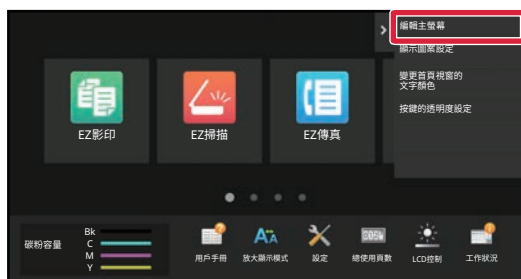 編輯主螢幕
顯示圖案設定
變更首頁視窗的
文字顏色
按鍵的透明度設定
EZ影印
EZ掃描
EZ傳真
碳粉容量
Bk
C
M
Y
用戶手冊
放大顯示模式
設定
總使用頁數
LCD控制
工作狀況